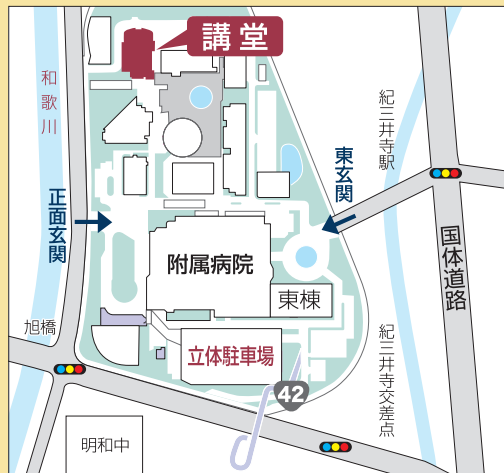 講堂
和歌川
紀三井寺駅
東玄関
正面玄関
国体道路
附属病院
東棟
旭橋
立体駐車場
紀三井寺交差点
42
明和中